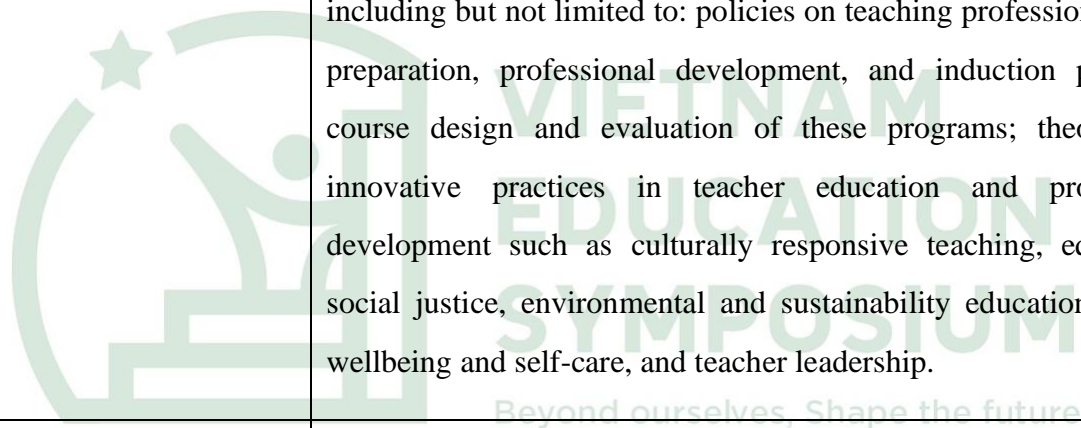 including but not limited to: policies on teaching profession
preparation, professional development, and induction
course design and evaluation of these programs;
innovative practices in teacher education and
development such as culturally responsive teaching,
social justice, environmental and sustainability education
wellbeing and self-care, and teacher leadership.
VIETNAM
EDUCATION
SYMPOSIUM
Beyond ourselves, Shape the future